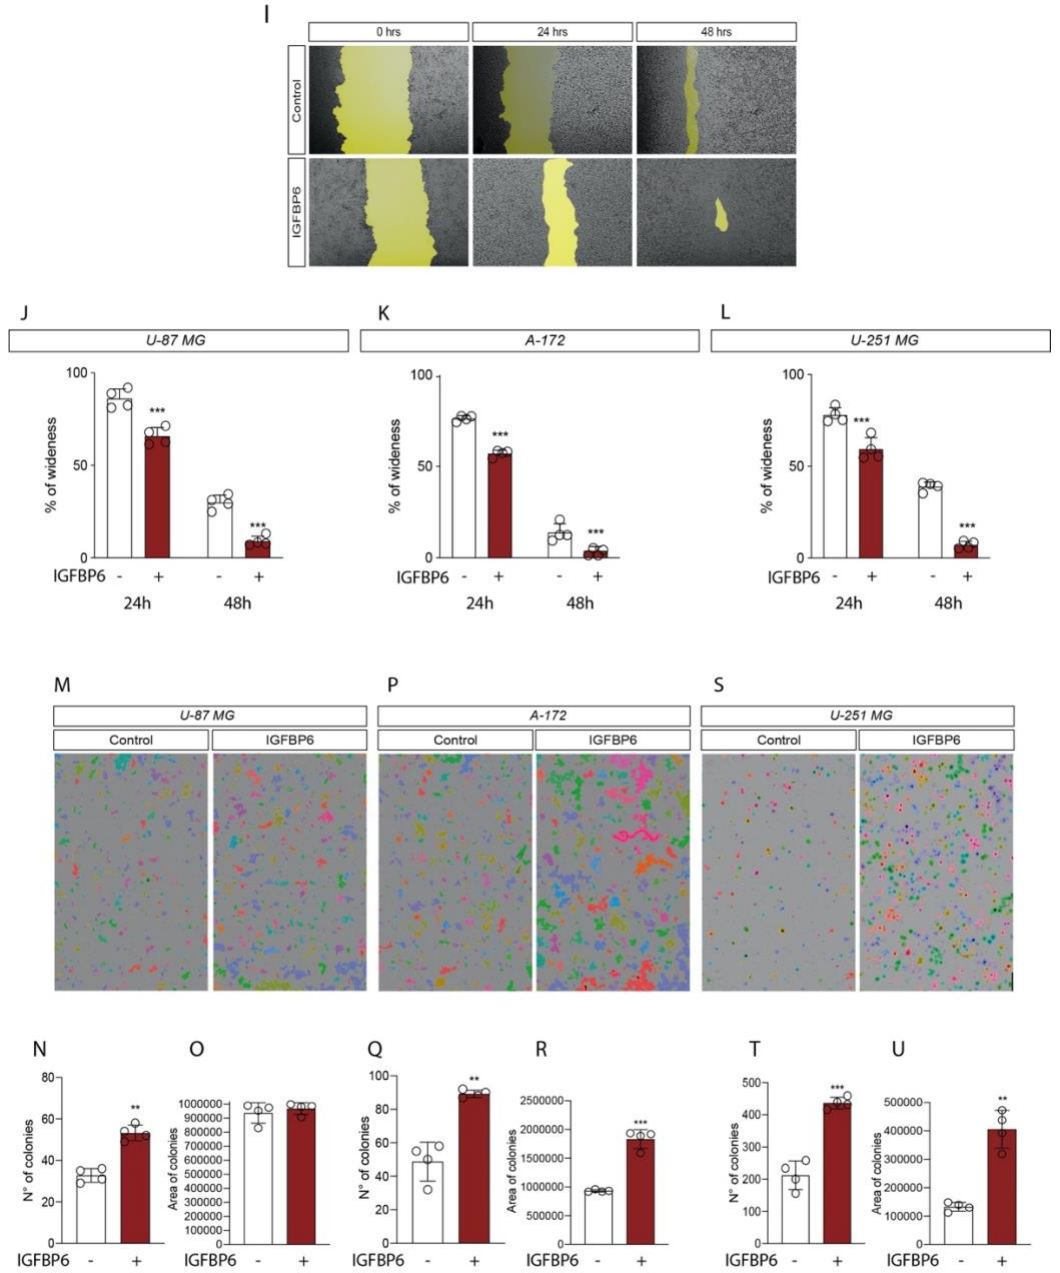 I
0 hrs 24 hrs 48 hrs
Control
IGFBP6
J K L
U-87 MG A-172 U-251 MG
100 100 100
% of wideness % of wideness % of wideness
*** *** *** *** *** ***
50 50 50
0 0 0
IGFBP6 - + - + IGFBP6 - + - + IGFBP6 - + - +
24h 48h 24h 48h 24h 48h
M P S
U-87 MG A-172 U-251 MG
Control IGFBP6 Control IGFBP6 Control IGFBP6
N
N° of colonies
80
60
40
20
0
**
IGFBP6 - +
O
Area of colonies
1000000
900000
800000
700000
600000
500000
400000
300000
200000
100000
0
- +
Q
N° of colonies
100
80
60
40
20
0
**
IGFBP6 - +
R
Area of colonies
2500000
2000000
1500000
1000000
500000
0
***
- +
T
N° of colonies
500
400
300
200
100
0
***
IGFBP6 - +
U
Area of colonies
500000
400000
300000
200000
100000
0
**
- +